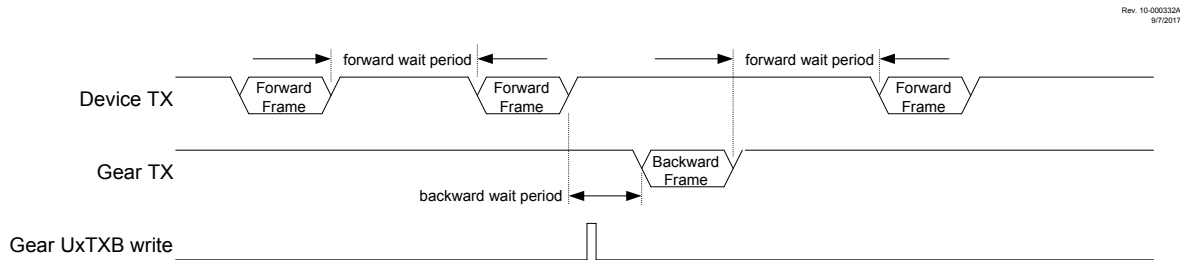 Rev. 10-000332A
9/7/2017
forward wait period
forward wait period
Device TX
Forward
Frame
Forward
Frame
Forward
Frame
Gear TX
Backward
Frame
backward wait period
Gear UxTXB write